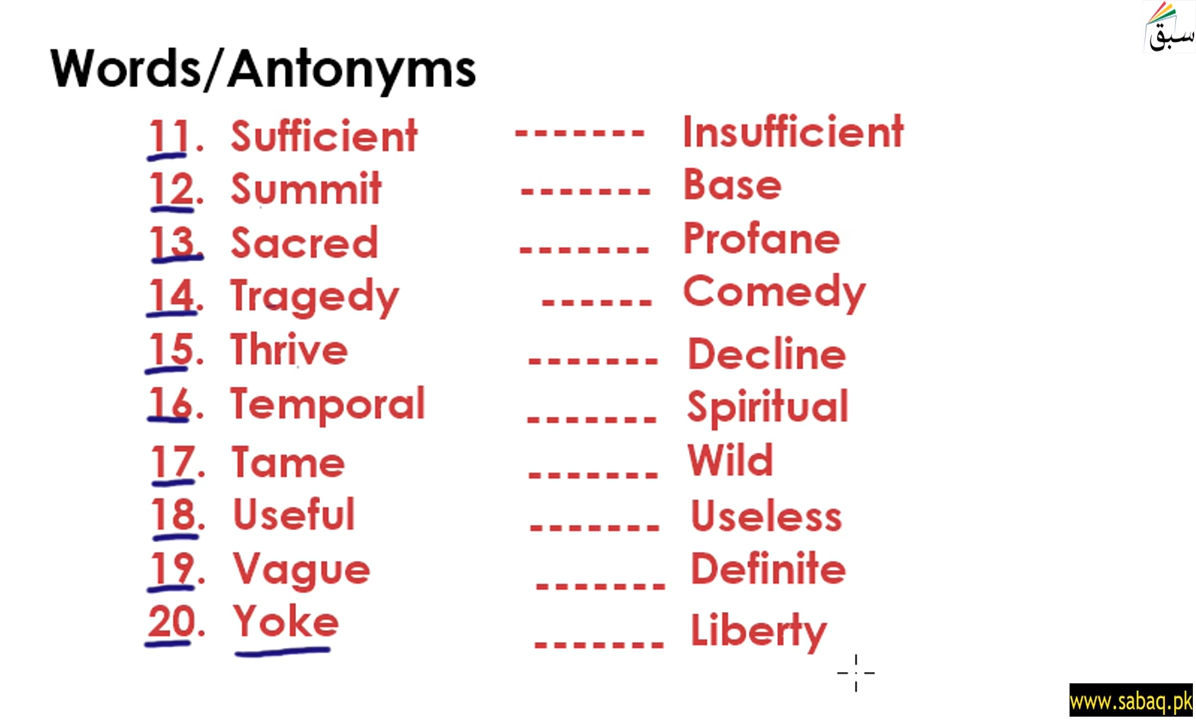 سبق
Words/Antonyms
11. Sufficient ------- Insufficient
12. Summit ------- Base
13. Sacred ------- Profane
14. Tragedy ------ Comedy
15. Thrive ------- Decline
16. Temporal ------- Spiritual
17. Tame ------- Wild
18. Useful ------- Useless
19. Vague ------- Definite
20. Yoke ------- Liberty
www.sabaq.pk